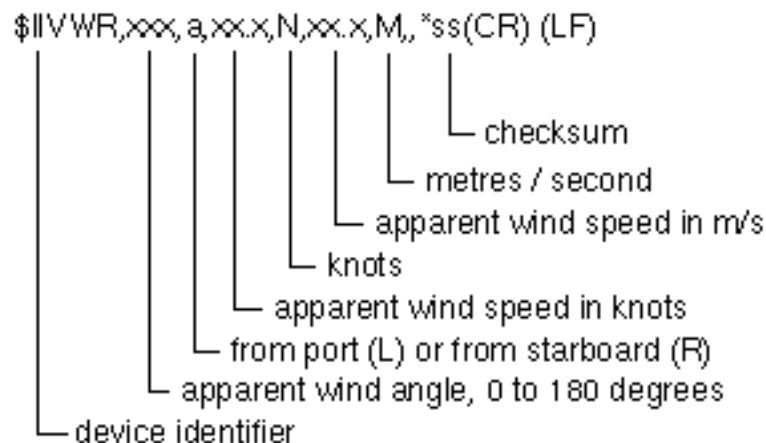 $IIVWR,xxx,a,xx.x,N,xx.x,M,,*ss(CR) (LF)
checksum
metres / second
apparent wind speed in m/s
knots
apparent wind speed in knots
from port (L) or from starboard (R)
apparent wind angle, 0 to 180 degrees
device identifier